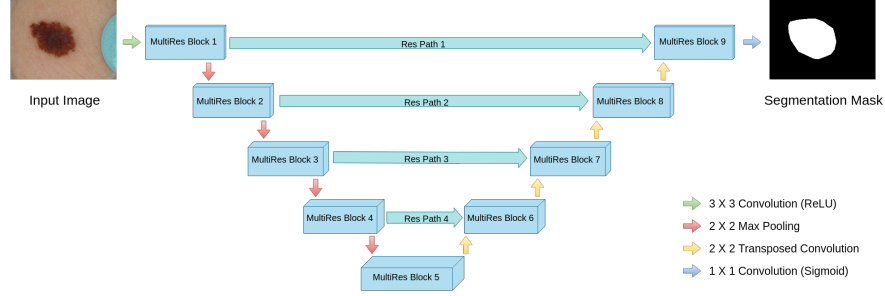 MultiRes Block 1
Res Path 1
MultiRes Block 9
Input Image
Segmentation Mask
MultiRes Block 2
Res Path 2
MultiRes Block 8
MultiRes Block 3
Res Path 3
MultiRes Block 7
MultiRes Block 4
Res Path 4
MultiRes Block 6
MultiRes Block 5
3 X 3 Convolution (ReLU)
2 X 2 Max Pooling
2 X 2 Transposed Convolution
1 X 1 Convolution (Sigmoid)